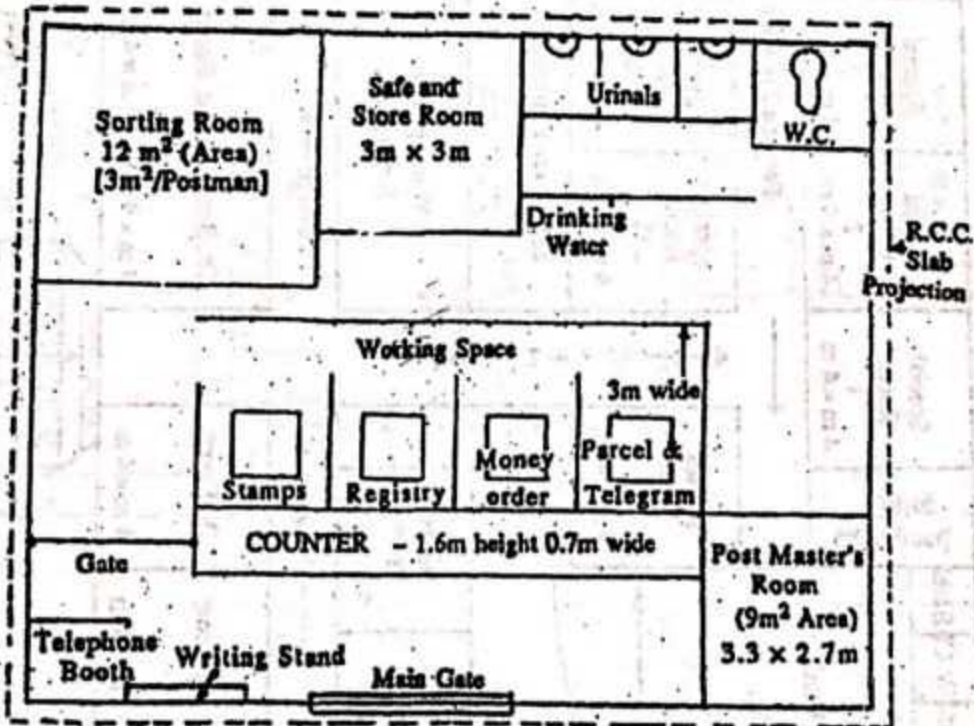 Sorting Room
12 m² (Area)
[3m²/Postman]
Safe and
Store Room
3m × 3m
Urinals
W.C.
Drinking
Water
R.C.C.
Slab
Projection
Working Space
3m wide
Stamps
Registry
Money
order
Parcel &
Telegram
COUNTER - 1.6m height 0.7m wide
Gate
Post Master's
Room
(9m² Area)
3.3 × 2.7m
Telephone
Booth
Writing Stand
Main Gate